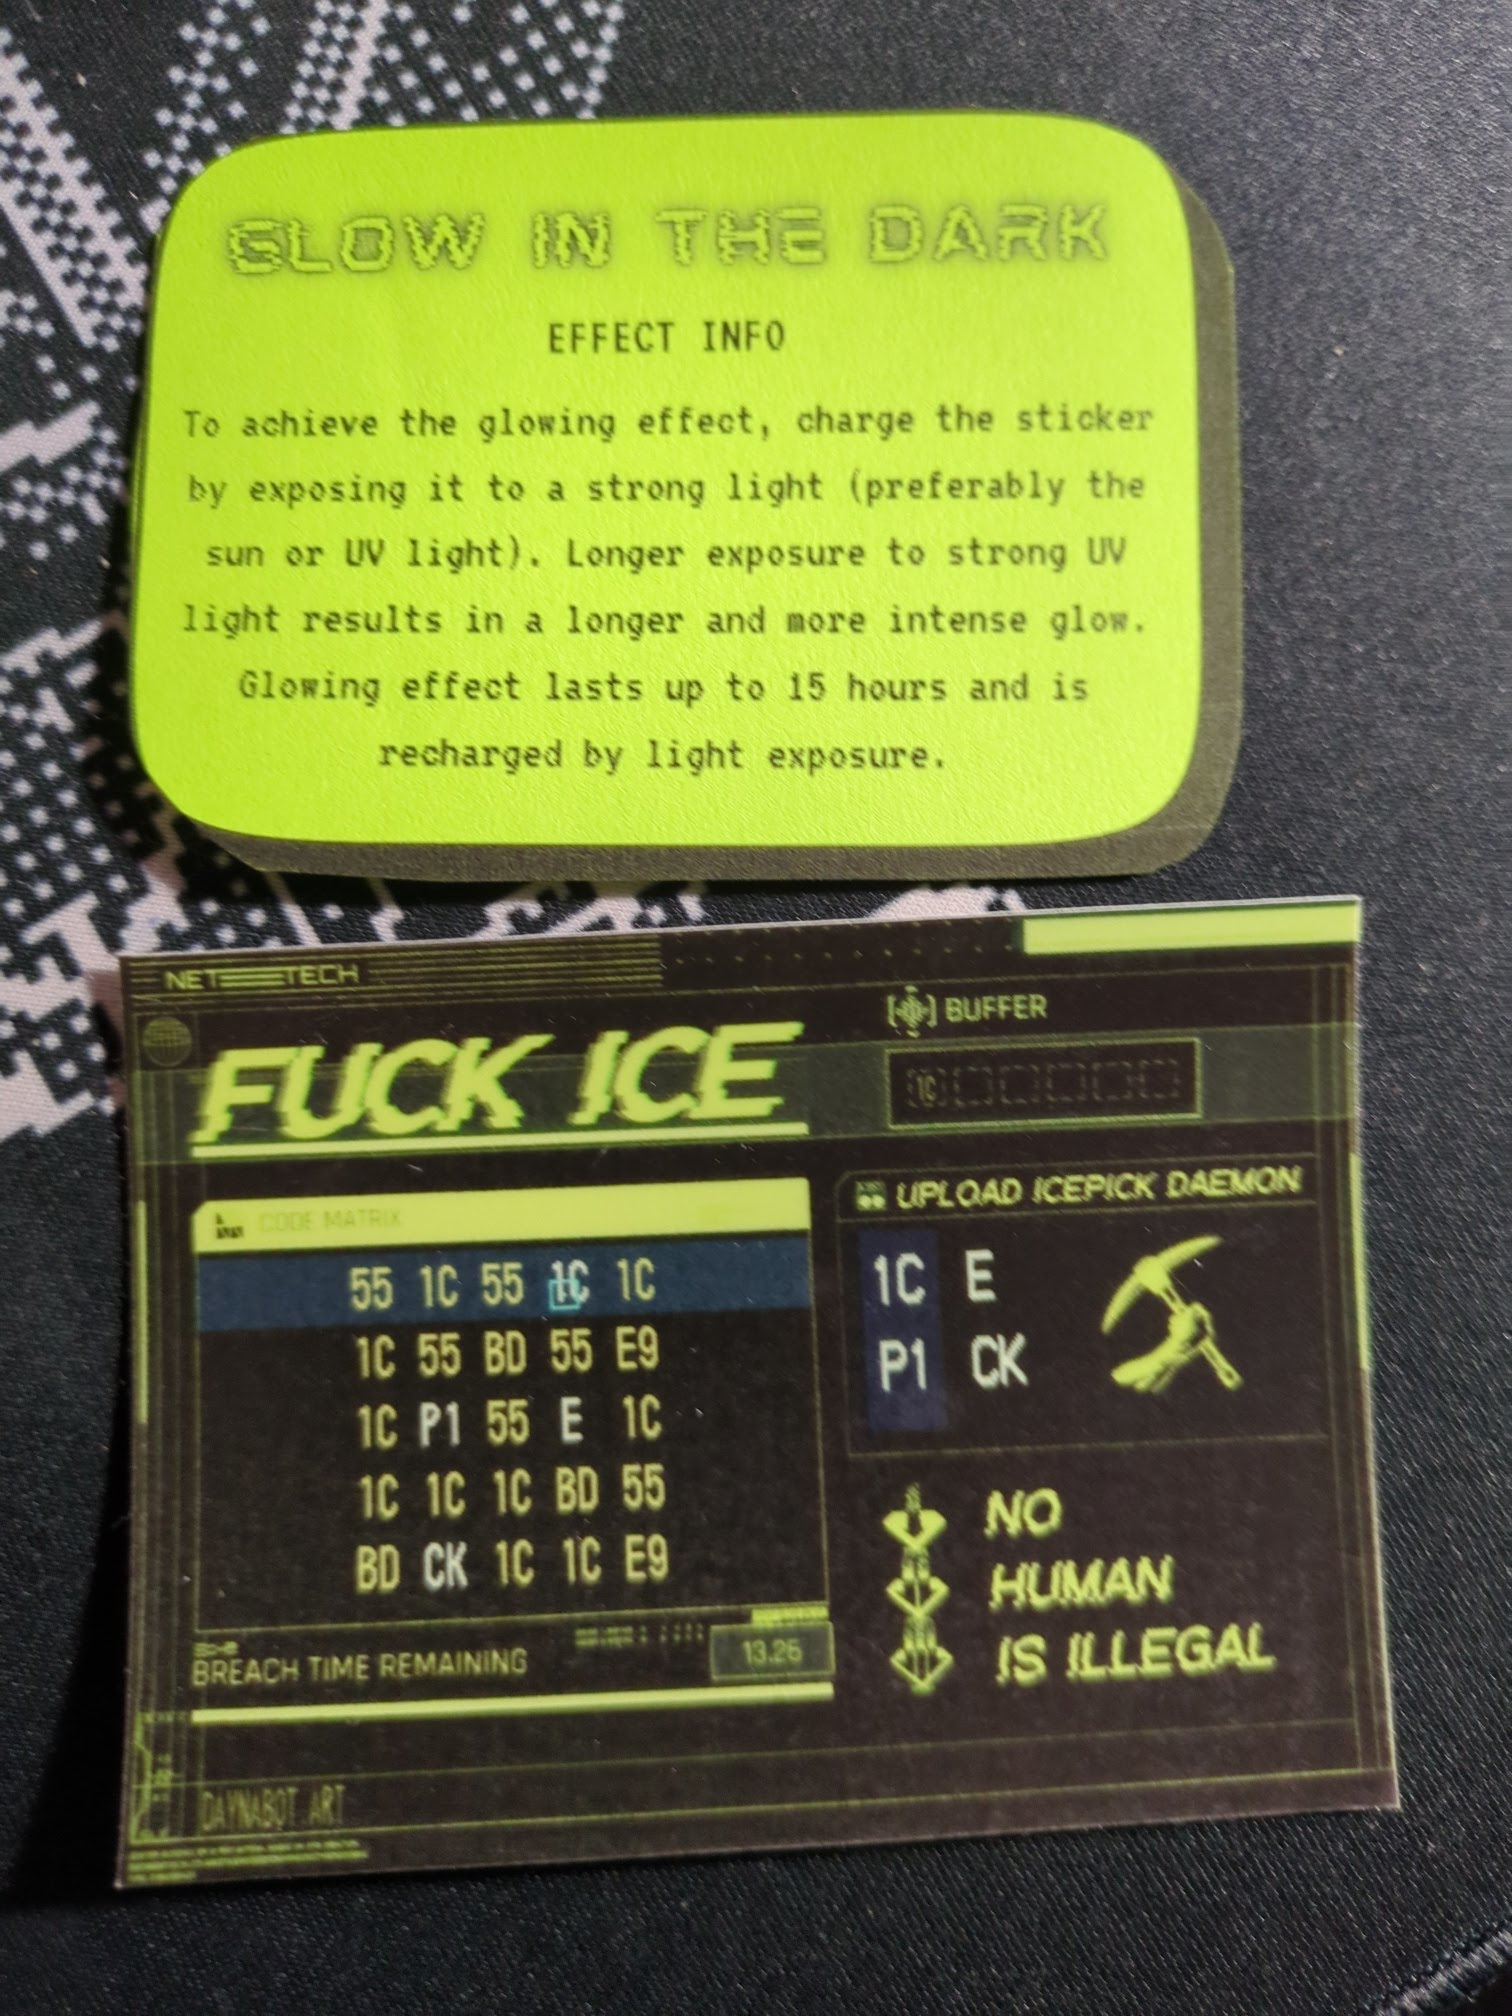 GLOW IN THE DARK
EFFECT INFO
To achieve the glowing effect, charge the sticker
by exposing it to a strong light (preferably the
sun or UV light). Longer exposure to strong UV
light results in a longer and more intense glow.
Glowing effect lasts up to 15 hours and is
recharged by light exposure.
NET TECH
FUCK ICE
BUFFER
1C
CODE MATRIX
55 1C 55 1C 1C
1C 55 BD 55 E9
1C P1 55 E 1C
1C 1C 1C BD 55
BD CK 1C 1C E9
BREACH TIME REMAINING
13.26
UPLOAD ICEPICK DAEMON
1C E
P1 CK
NO
HUMAN
IS ILLEGAL
DAYNABOT.ART